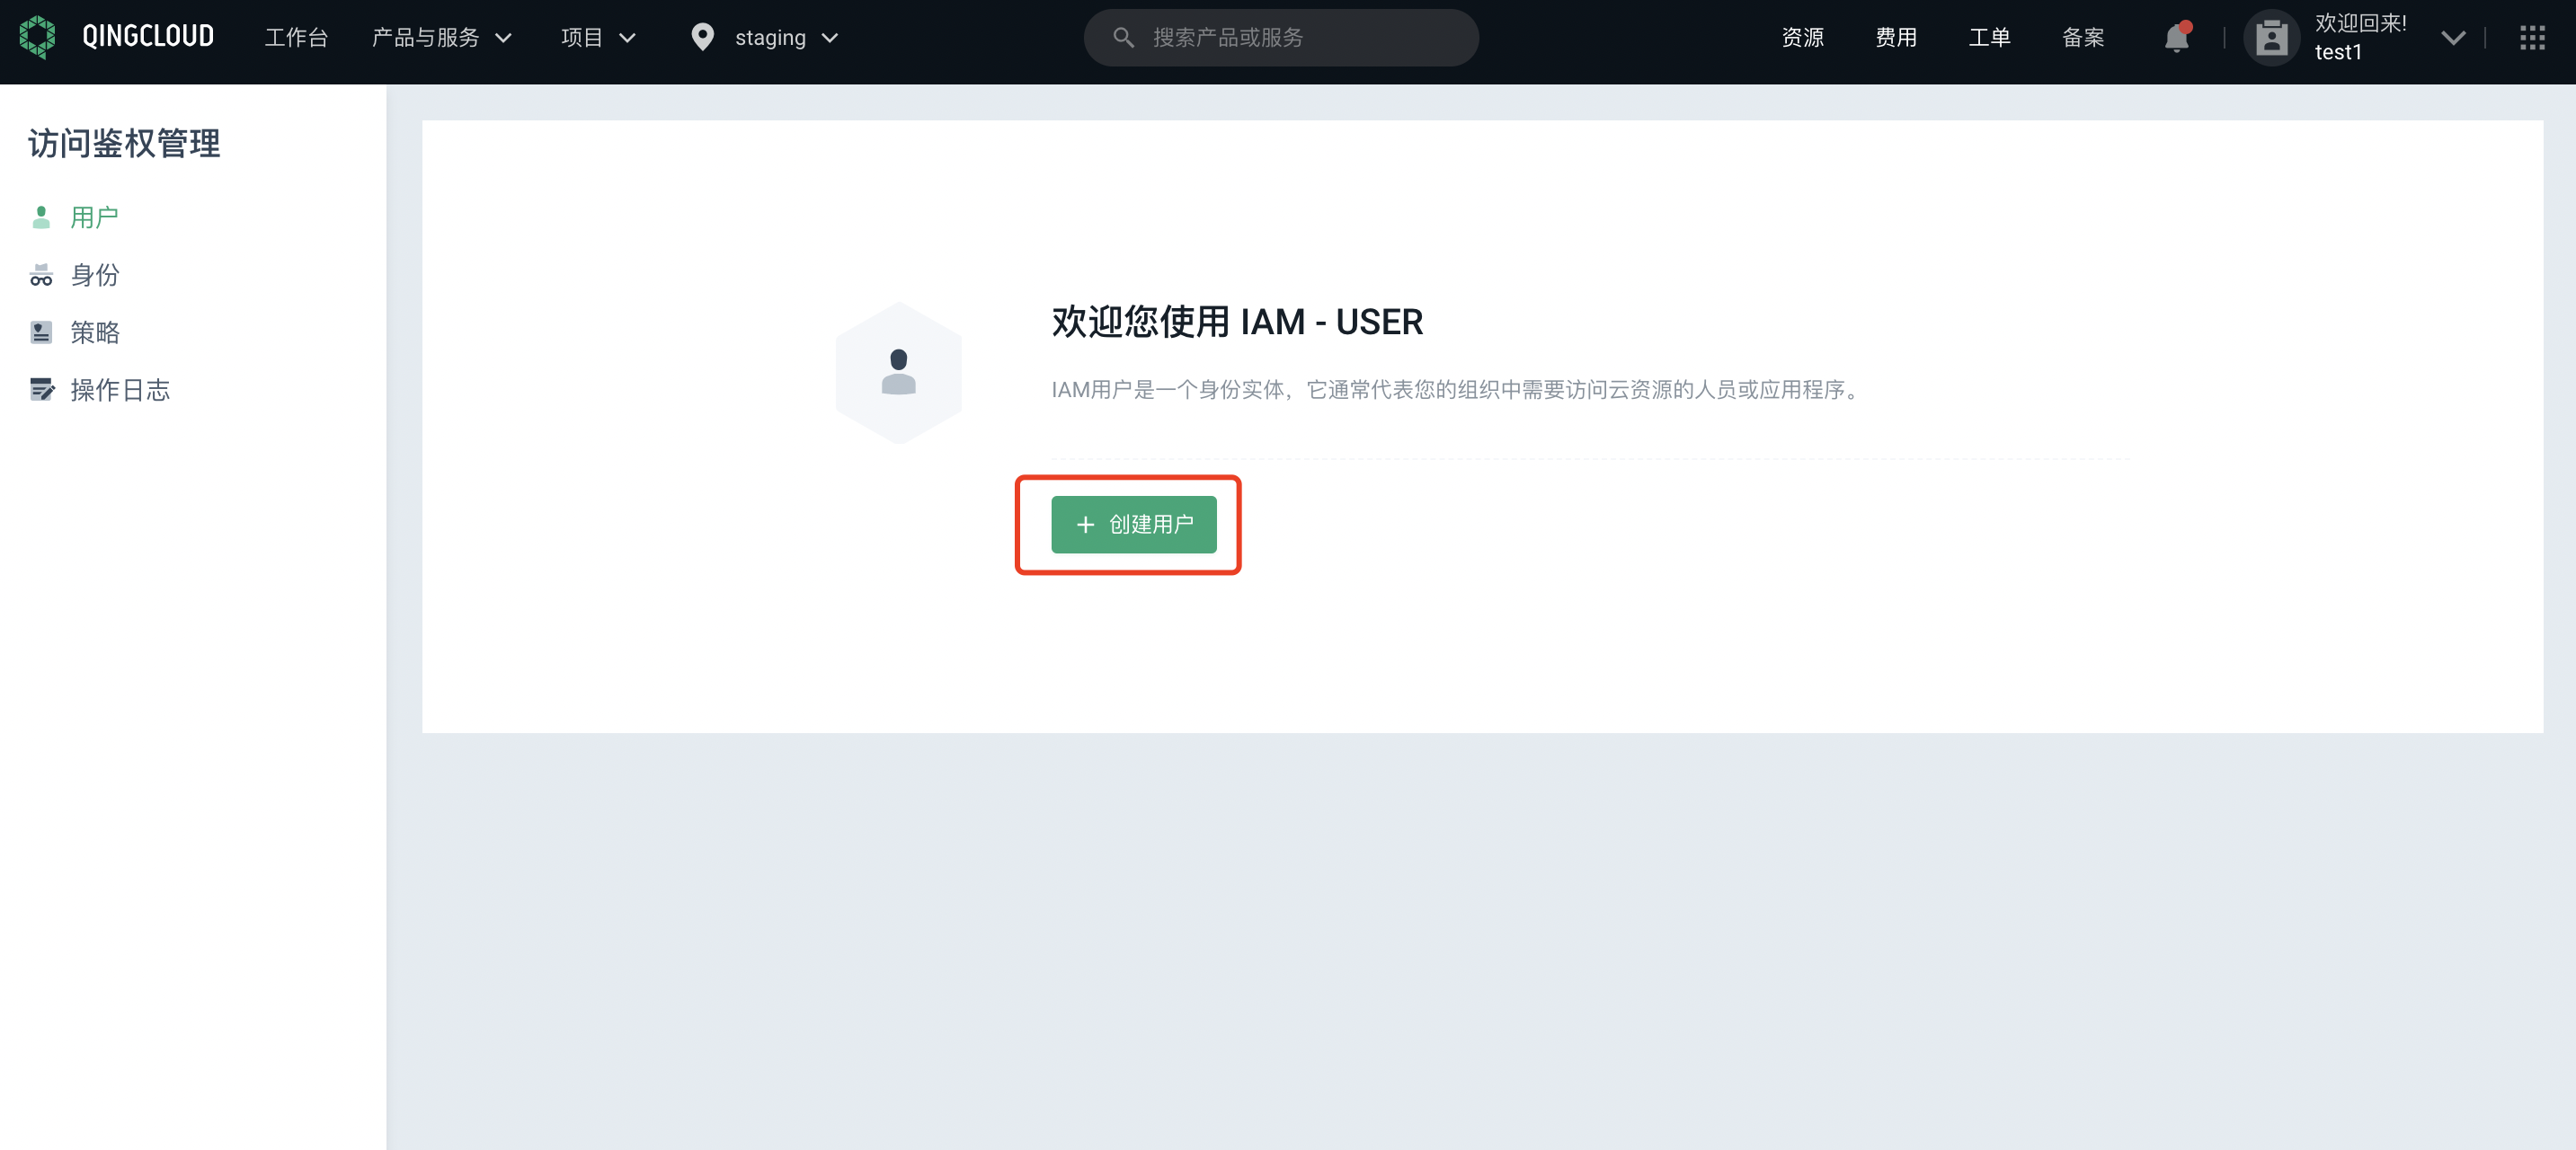 QINGCLOUD 工作台 产品与服务 项目 staging 搜索产品或服务 资源 费用 工单 备案 欢迎回来!
test1
访问鉴权管理
用户
身份
策略
操作日志
欢迎您使用 IAM - USER
IAM用户是一个身份实体，它通常代表您的组织中需要访问云资源的人员或应用程序。
创建用户